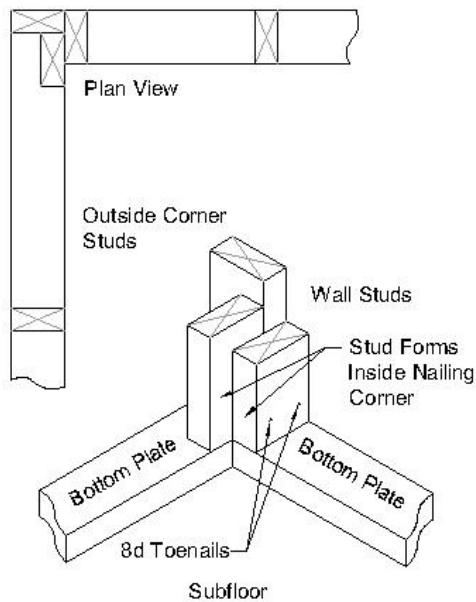 Plan View
Outside Corner
Studs
Wall Studs
Stud Forms
Inside Nailing
Corner
Bottom Plate
Bottom Plate
8d Toenails
Subfloor